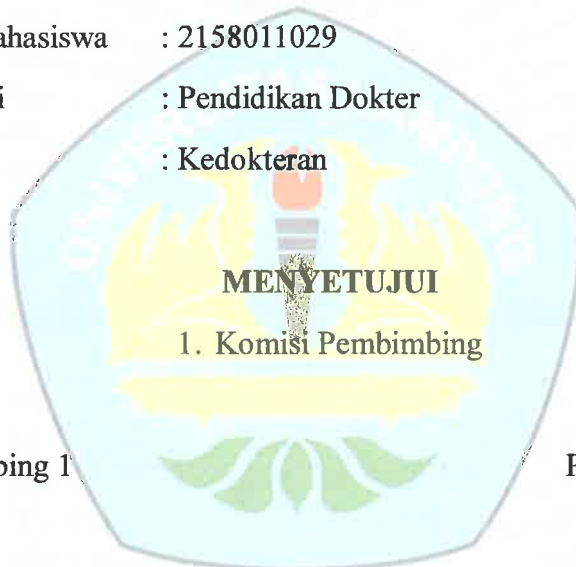 ahasiswa : 2158011029
i : Pendidikan Dokter
: Kedokteran
MENYETUJUI
1. Komisi Pembimbing
bing 1 P